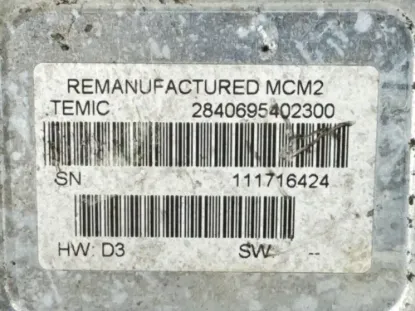 REMANUFACTURED MCM2
TEMIC 2840695402300
SN 111716424
HW: D3 SW --